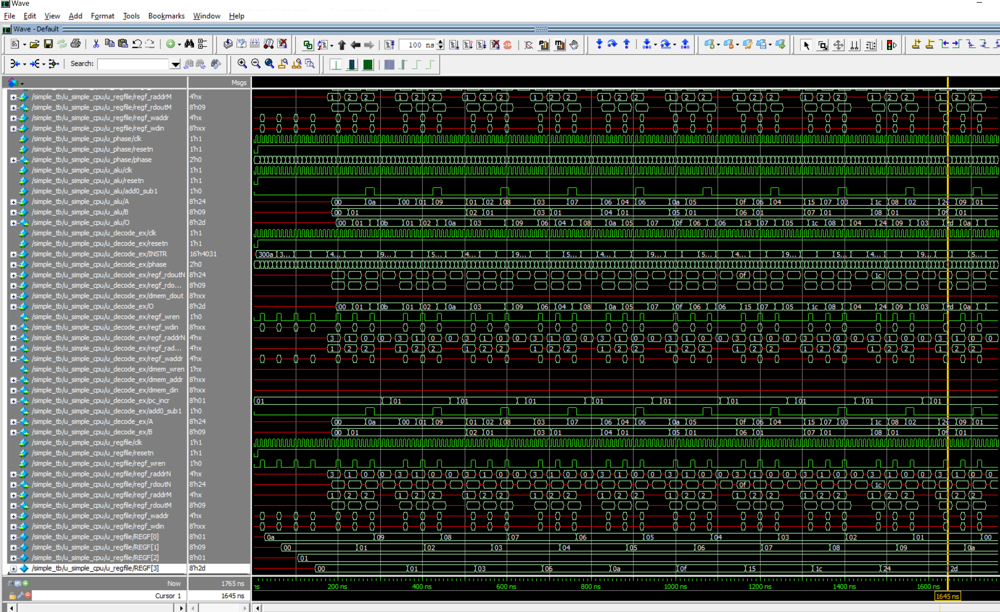 Wave
File Edit View Add Format Tools Bookmarks Window Help
Wave - Default
100 ns
Search:
Msgs
/simple_tb/u_simple_cpu/u_regfile/regf_raddrM 4'hx 1 2 2 1 2 2 1 2 2 1 2 2 1 2 2 1 2 2 1 2 2 1 2 2 1 2 2 1 2 2
/simple_tb/u_simple_cpu/u_regfile/regf_rdoutM 8'h09
/simple_tb/u_simple_cpu/u_regfile/regf_waddr 4'hx
/simple_tb/u_simple_cpu/u_regfile/regf_wdin 8'hxx
/simple_tb/u_simple_cpu/u_phase/clk 1'h1
/simple_tb/u_simple_cpu/u_phase/resetn 1'h1
/simple_tb/u_simple_cpu/u_phase/phase 2'h0
/simple_tb/u_simple_cpu/u_alu/clk 1'h1
/simple_tb/u_simple_cpu/u_alu/resetn 1'h1
/simple_tb/u_simple_cpu/u_alu/add0_sub1 1'h0
/simple_tb/u_simple_cpu/u_alu/A 8'h24 00 0a 00 01 09 01 02 08 03 07 06 04 06 0a 05 0f 06 04 15 07 03 1c 08 02 24 09 01
/simple_tb/u_simple_cpu/u_alu/B 8'h09 00 01 02 01 03 01 04 01 05 01 06 01 07 01 08 01 09 01
/simple_tb/u_simple_cpu/u_alu/O 8'h2d 00 01 0b 01 02 0a 03 09 06 04 08 0a 05 07 0f 06 06 15 07 05 1c 08 04 24 09 03 2d 0a
/simple_tb/u_simple_cpu/u_decode_ex/clk 1'h1
/simple_tb/u_simple_cpu/u_decode_ex/resetn 1'h1
/simple_tb/u_simple_cpu/u_decode_ex/INSTR 16'h4031 300a 3... 4... 9... 5... 4... 9... 5... 4... 9... 5... 4... 9... 5... 4... 9... 5...
/simple_tb/u_simple_cpu/u_decode_ex/phase 2'h0
/simple_tb/u_simple_cpu/u_decode_ex/regf_rdoutN 8'h24 0f 1c
/simple_tb/u_simple_cpu/u_decode_ex/regf_rdo... 8'h09
/simple_tb/u_simple_cpu/u_decode_ex/dmem_dout 8'hxx
/simple_tb/u_simple_cpu/u_decode_ex/O 8'h2d 00 01 0b 01 02 0a 03 09 06 04 08 0a 05 07 0f 06 06 15 07 05 1c 08 04 24 09 03 2d 0a
/simple_tb/u_simple_cpu/u_decode_ex/regf_wren 1'h0
/simple_tb/u_simple_cpu/u_decode_ex/regf_wdin 8'hxx
/simple_tb/u_simple_cpu/u_decode_ex/regf_raddrN 4'hx 3 1 0 0 3 1 0 0 3 1 0 0 3 1 0 0 3 1 0 0 3 1 0 0 3 1 0 0 3 1 0 0 3 1 0 0 3 1 0 0
/simple_tb/u_simple_cpu/u_decode_ex/regf_rad... 4'hx 1 2 2 1 2 2 1 2 2 1 2 2 1 2 2 1 2 2 1 2 2 1 2 2 1 2 2 1 2 2
/simple_tb/u_simple_cpu/u_decode_ex/regf_waddr 4'hx
/simple_tb/u_simple_cpu/u_decode_ex/dmem_wren 1'hx
/simple_tb/u_simple_cpu/u_decode_ex/dmem_addr 8'hxx
/simple_tb/u_simple_cpu/u_decode_ex/dmem_din 8'hxx
/simple_tb/u_simple_cpu/u_decode_ex/pc_incr 8'h01 01 01 01 01 01 01 01 01 01 01
/simple_tb/u_simple_cpu/u_decode_ex/add0_sub1 1'h0
/simple_tb/u_simple_cpu/u_decode_ex/A 8'h24 00 0a 00 01 09 01 02 08 03 07 06 04 06 0a 05 0f 06 04 15 07 03 1c 08 02 24 09 01
/simple_tb/u_simple_cpu/u_decode_ex/B 8'h09 00 01 02 01 03 01 04 01 05 01 06 01 07 01 08 01 09 01
/simple_tb/u_simple_cpu/u_regfile/clk 1'h1
/simple_tb/u_simple_cpu/u_regfile/resetn 1'h1
/simple_tb/u_simple_cpu/u_regfile/regf_wren 1'h0
/simple_tb/u_simple_cpu/u_regfile/regf_raddrN 4'hx 3 1 0 0 3 1 0 0 3 1 0 0 3 1 0 0 3 1 0 0 3 1 0 0 3 1 0 0 3 1 0 0 3 1 0 0 3 1 0 0
/simple_tb/u_simple_cpu/u_regfile/regf_rdoutN 8'h24 0f 1c
/simple_tb/u_simple_cpu/u_regfile/regf_raddrM 4'hx 1 2 2 1 2 2 1 2 2 1 2 2 1 2 2 1 2 2 1 2 2 1 2 2 1 2 2 1 2 2
/simple_tb/u_simple_cpu/u_regfile/regf_rdoutM 8'h09
/simple_tb/u_simple_cpu/u_regfile/regf_waddr 4'hx
/simple_tb/u_simple_cpu/u_regfile/regf_wdin 8'hxx
/simple_tb/u_simple_cpu/u_regfile/REGF[0] 8'h01 0a 09 08 07 06 05 04 03 02 01 00
/simple_tb/u_simple_cpu/u_regfile/REGF[1] 8'h09 00 01 02 03 04 05 06 07 08 09 0a
/simple_tb/u_simple_cpu/u_regfile/REGF[2] 8'h01 01
/simple_tb/u_simple_cpu/u_regfile/REGF[3] 8'h2d 00 01 03 06 0a 0f 15 1c 24 2d
Now 1765 ns ns 200 ns 400 ns 600 ns 800 ns 1000 ns 1200 ns 1400 ns 1600 ns
Cursor 1 1645 ns 1645 ns